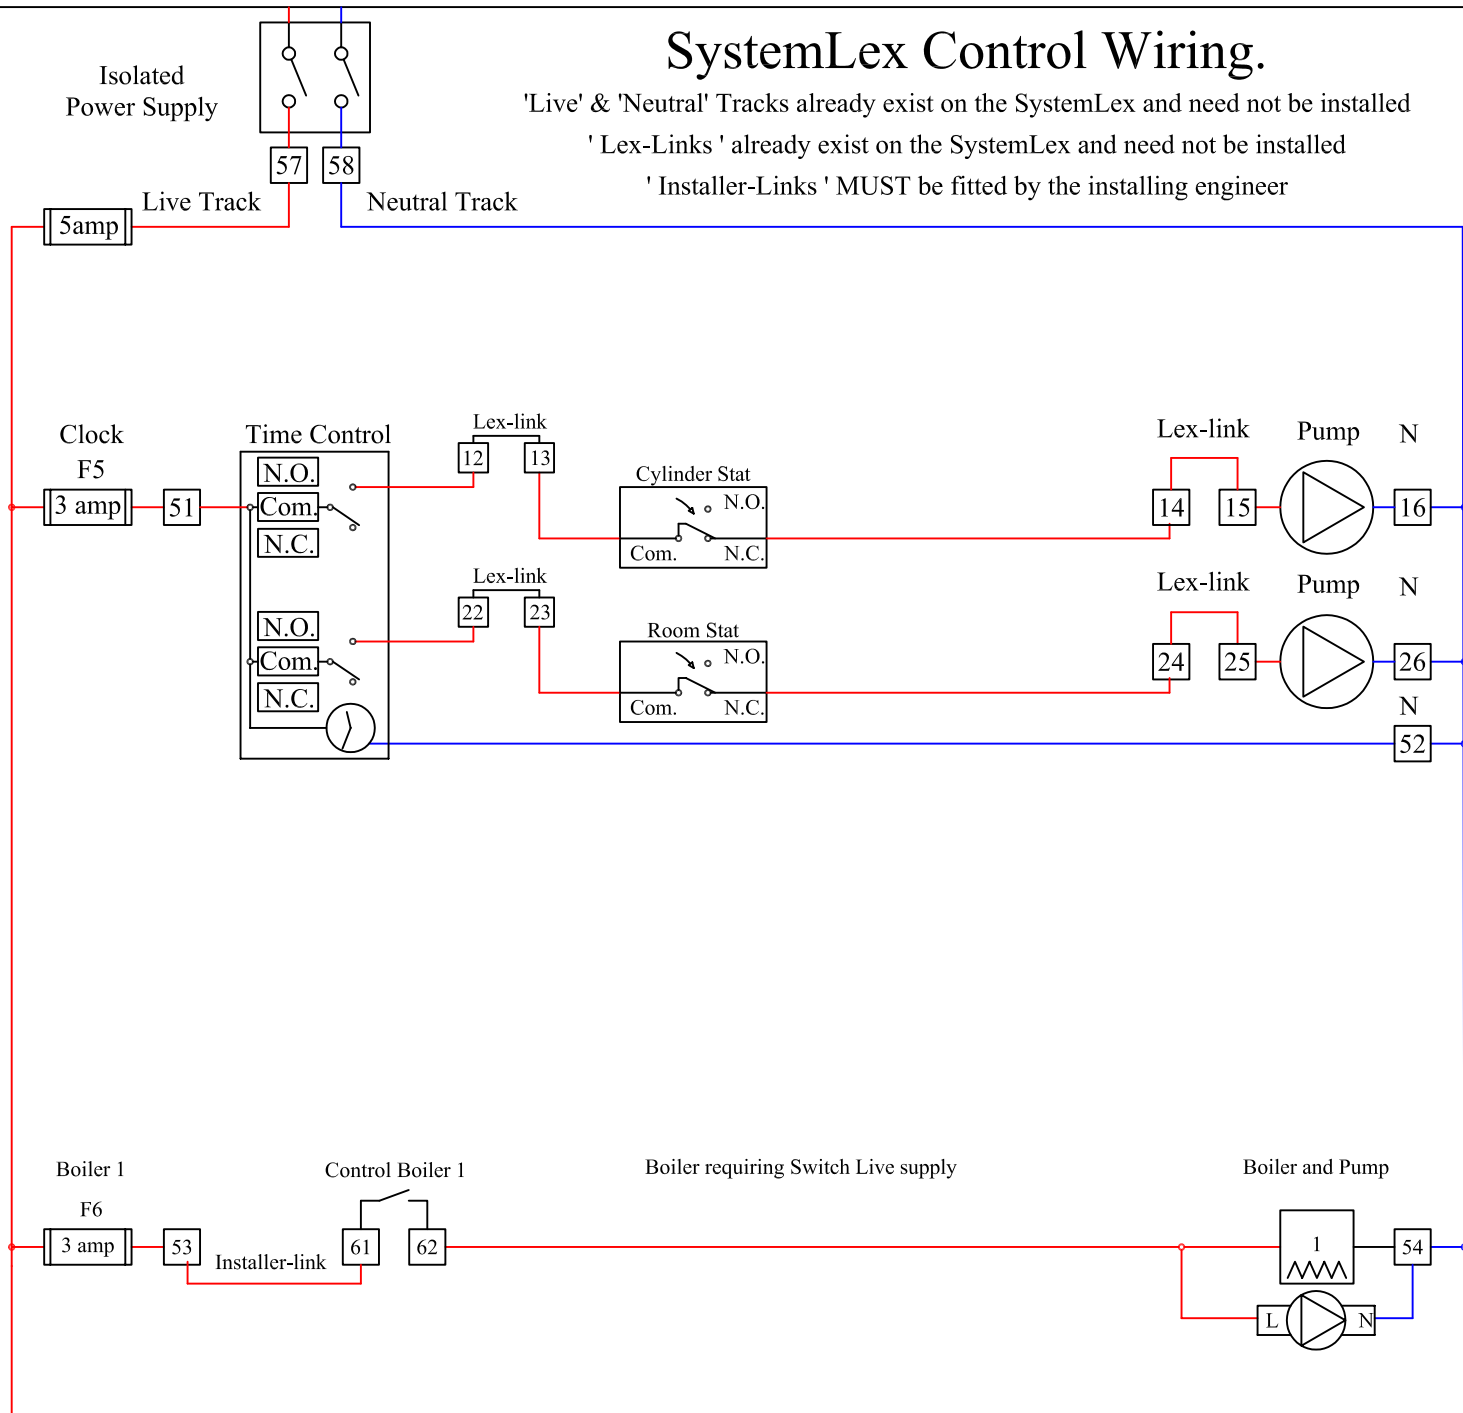 SystemLex Control Wiring.
'Live' & 'Neutral' Tracks already exist on the SystemLex and need not be installed
' Lex-Links ' already exist on the SystemLex and need not be installed
' Installer-Links ' MUST be fitted by the installing engineer
Isolated
Power Supply
57 58
Live Track Neutral Track
5amp
Clock
F5
3 amp
51
Time Control
N.O.
Com.
N.C.
N.O.
Com.
N.C.
Lex-link
12 13
Cylinder Stat
N.O.
Com. N.C.
Lex-link
14 15
Pump
N
16
Lex-link
22 23
Room Stat
N.O.
Com. N.C.
Lex-link
24 25
Pump
N
26
N
52
Boiler 1
F6
3 amp
53
Installer-link
Control Boiler 1
61 62
Boiler requiring Switch Live supply
Boiler and Pump
1
54
L N